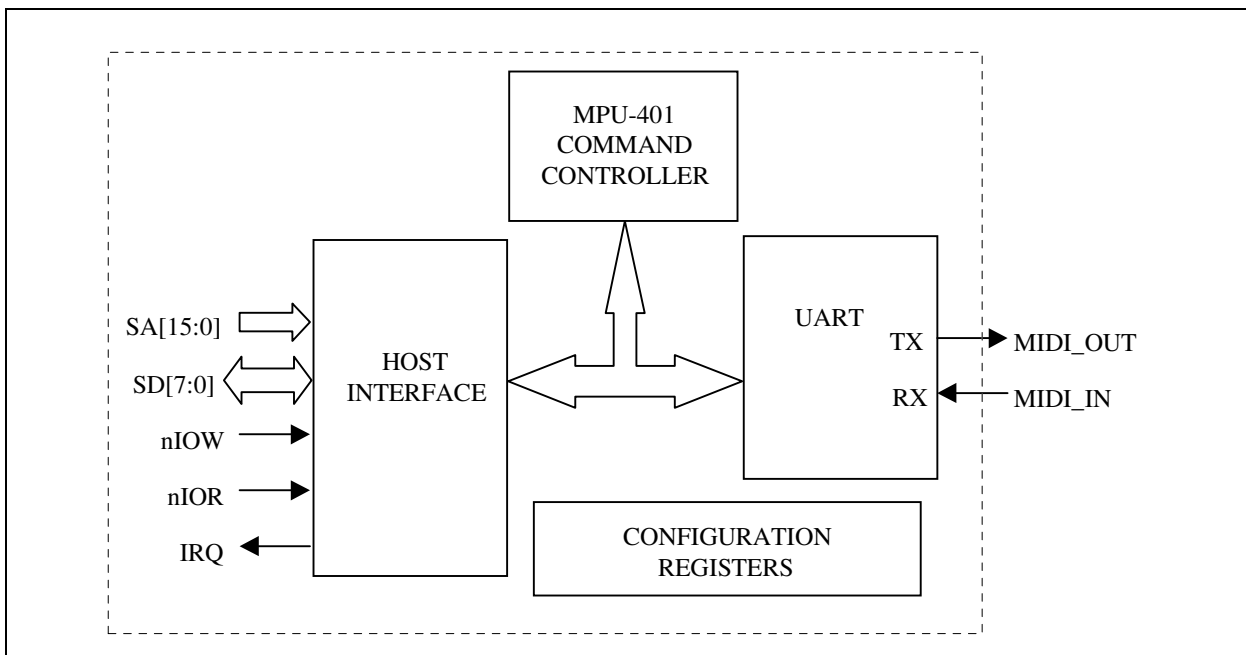 MPU-401
COMMAND
CONTROLLER
SA[15:0]
SD[7:0]
nIOW
nIOR
IRQ
HOST
INTERFACE
UART
TX
RX
MIDI_OUT
MIDI_IN
CONFIGURATION
REGISTERS